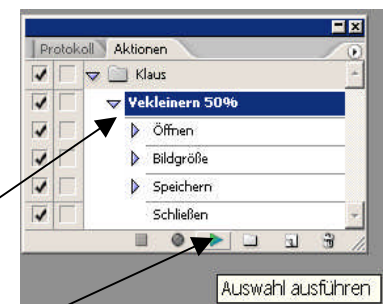 Protokoll Aktionen
Klaus
Vekleinern 50%
Öffnen
Bildgröße
Speichern
Schließen
Auswahl ausführen